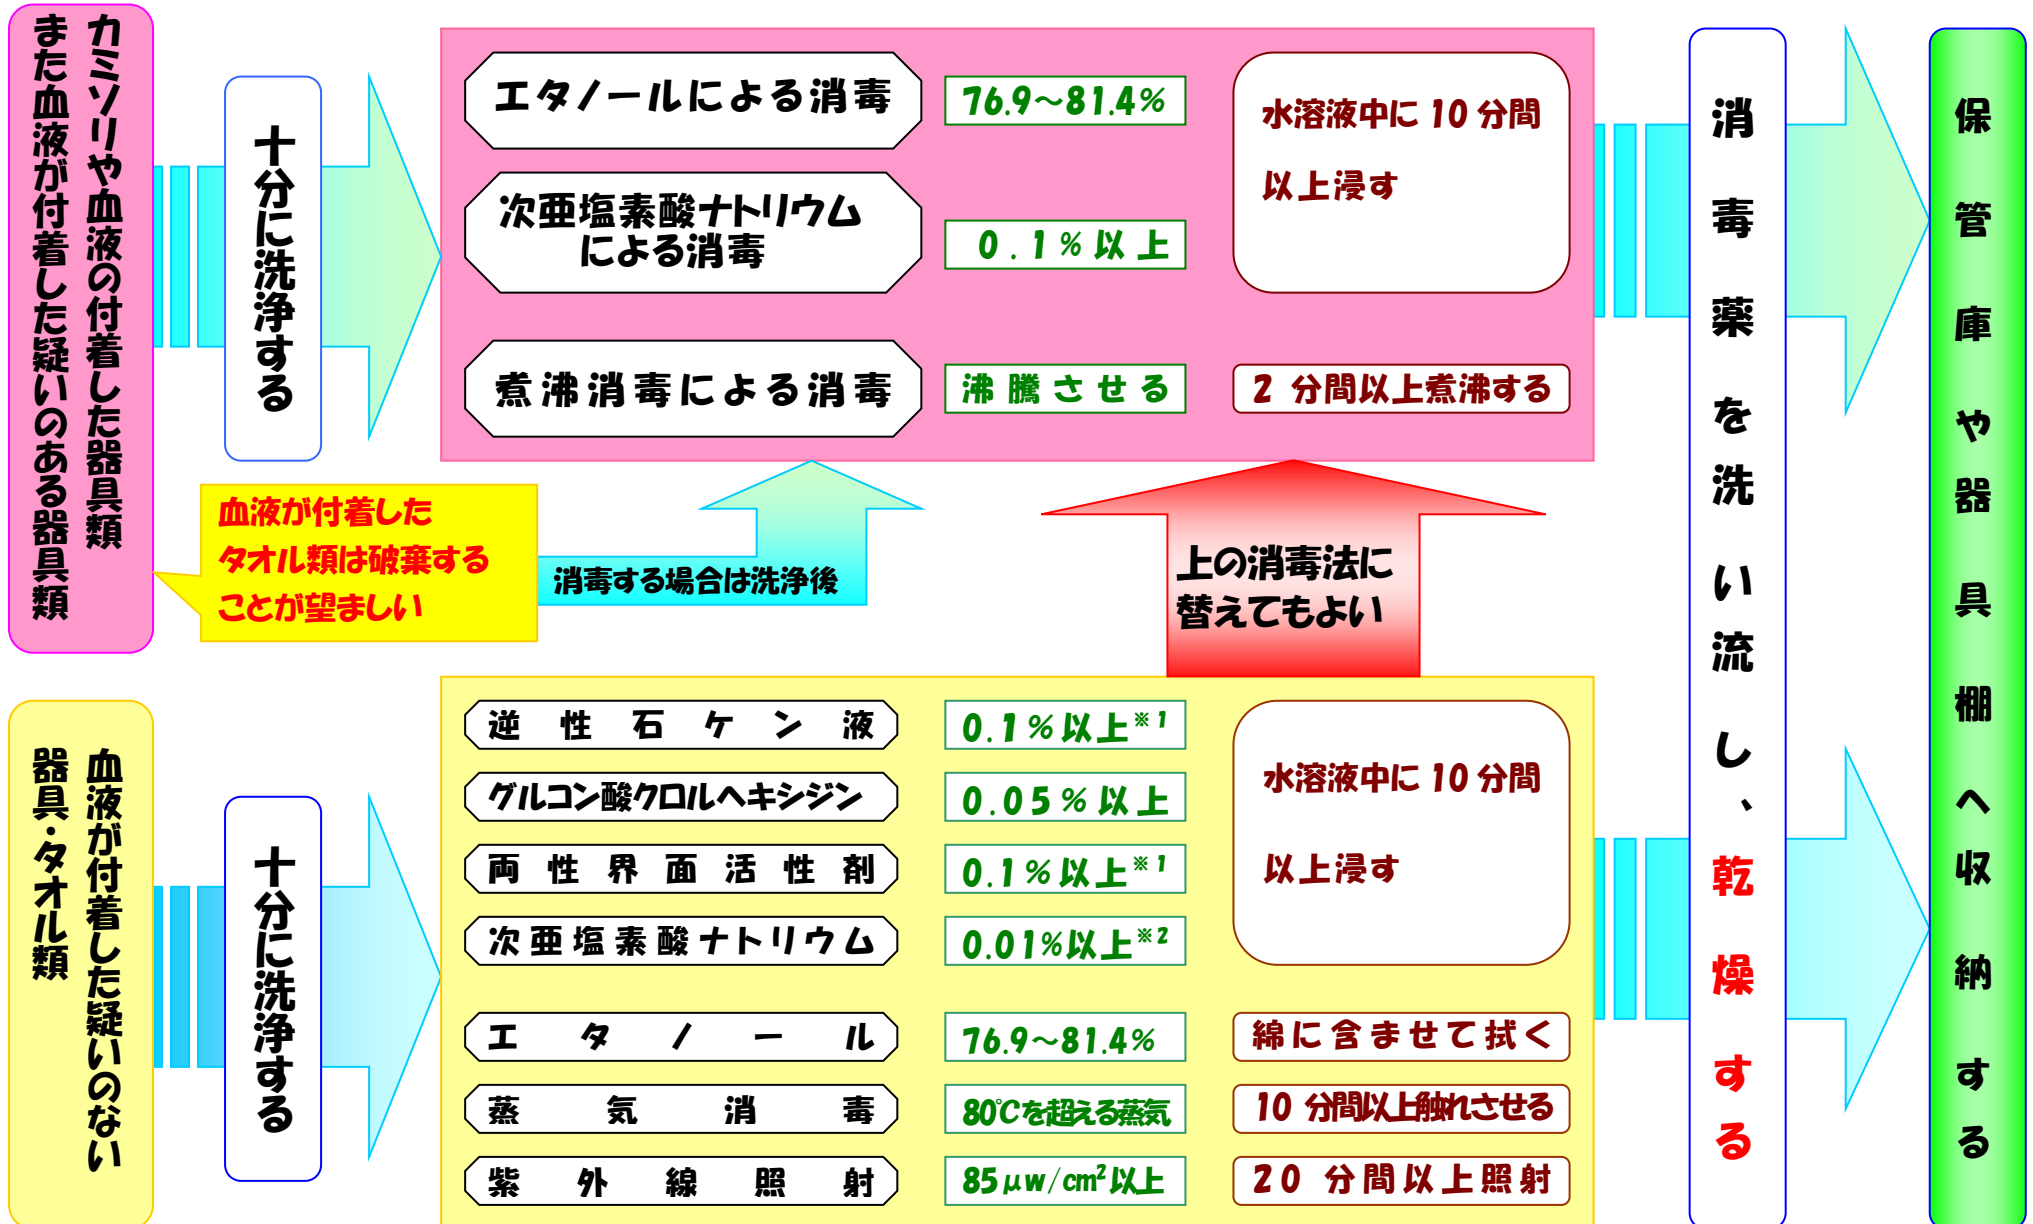 カミソリや血液の付着した器具類
また血液が付着した疑いのある器具類
十分に洗浄する
エタノールによる消毒
76.9～81.4%
次亜塩素酸ナトリウム
による消毒
0.1%以上
水溶液中に10分間
以上浸す
煮沸消毒による消毒
沸騰させる
2分間以上煮沸する
血液が付着した
タオル類は破棄する
ことが望ましい
消毒する場合は洗浄後
上の消毒法に
替えてもよい
血液が付着した疑いのない
器具・タオル類
十分に洗浄する
逆性石ケン液
0.1%以上※1
グルコン酸クロルヘキシジン
0.05%以上
両性界面活性剤
0.1%以上※1
次亜塩素酸ナトリウム
0.01%以上※2
水溶液中に10分間
以上浸す
エタノール
76.9～81.4%
綿に含ませて拭く
蒸気消毒
80℃を超える蒸気
10分間以上触れさせる
紫外線照射
85μw/cm²以上
20分間以上照射
消毒薬を洗い流し、乾燥する
保管庫や器具棚へ収納する